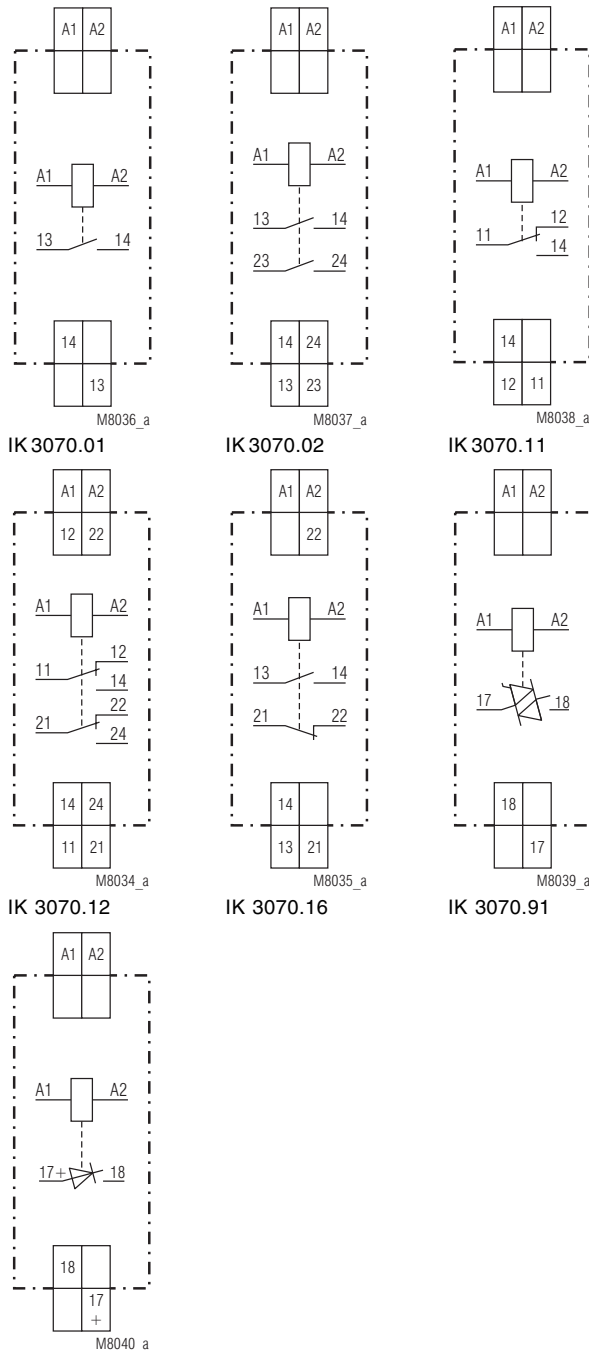 A1 A2
A1 A2
13 14
14
13
M8036_a
IK 3070.01
A1 A2
A1 A2
13 14
23 24
14 24
13 23
M8037_a
IK 3070.02
A1 A2
A1 A2
12
11
14
14
12 11
M8038_a
IK 3070.11
A1 A2
12 22
A1 A2
12
11
14
22
21
24
14 24
11 21
M8034_a
IK 3070.12
A1 A2
22
A1 A2
13 14
21 22
14
13 21
M8035_a
IK 3070.16
A1 A2
A1 A2
17 18
18
17
M8039_a
IK 3070.91
A1 A2
A1 A2
17+ 18
18
17
+
M8040_a